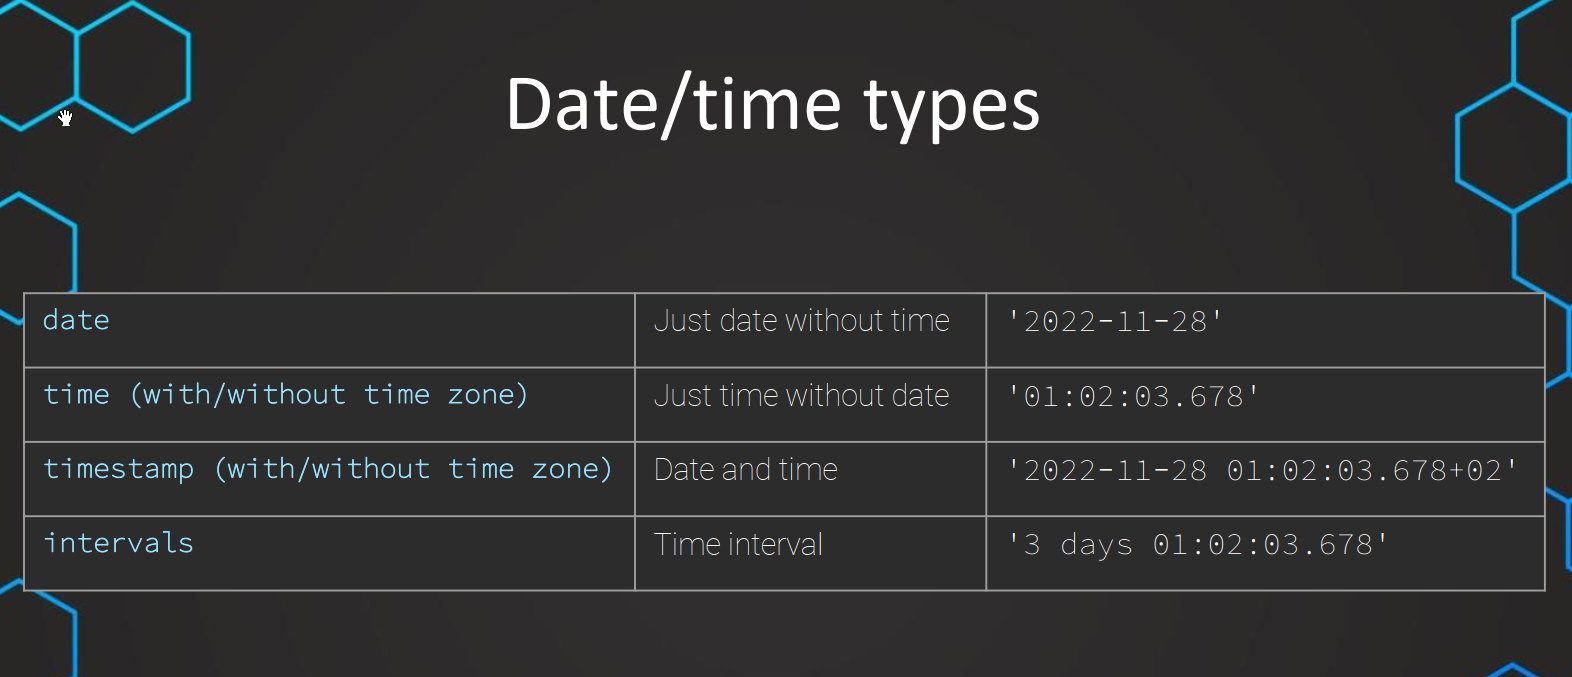 Date/time types
date Just date without time '2022-11-28'
time (with/without time zone) Just time without date '01:02:03.678'
timestamp (with/without time zone) Date and time '2022-11-28 01:02:03.678+02'
intervals Time interval '3 days 01:02:03.678'